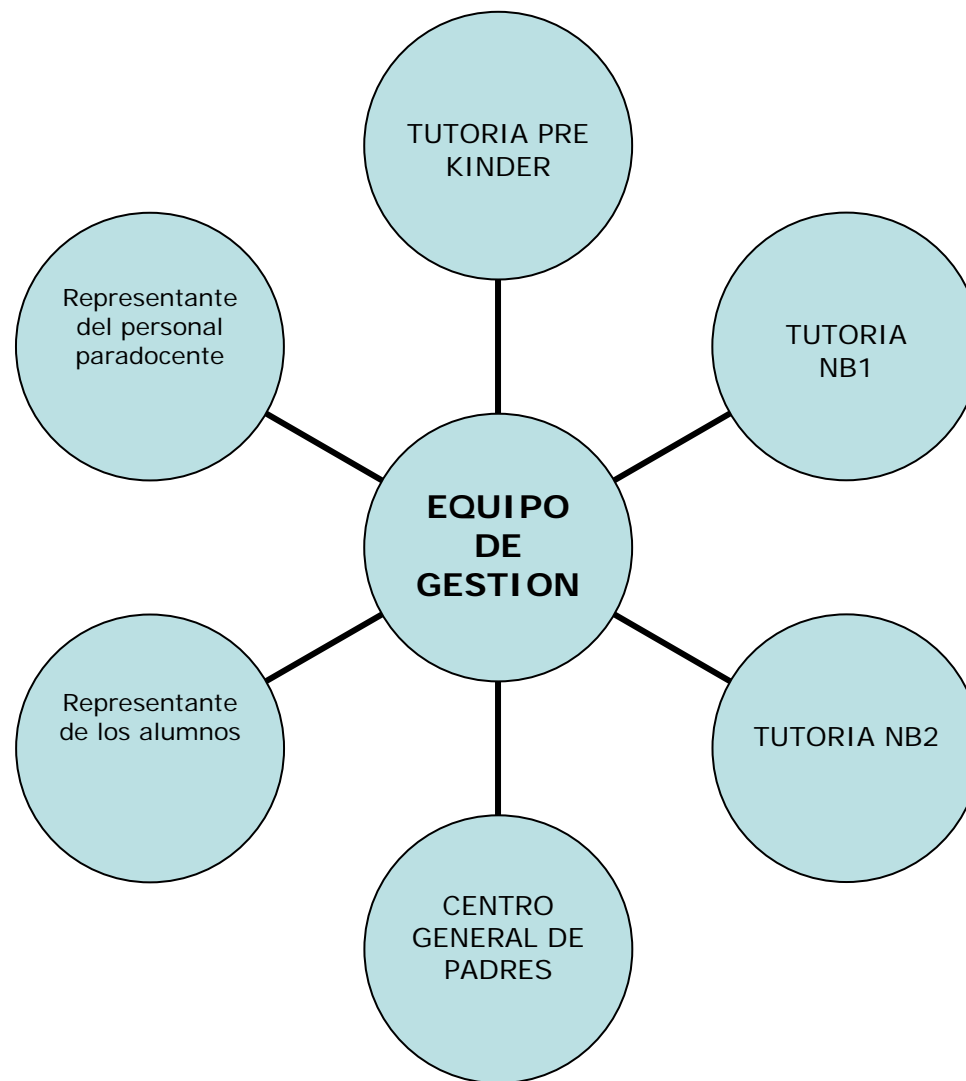 TUTORIA PRE
KINDER
Representante
del personal
paradocente
TUTORIA
NB1
EQUIPO
DE
GESTION
Representante
de los alumnos
TUTORIA NB2
CENTRO
GENERAL DE
PADRES